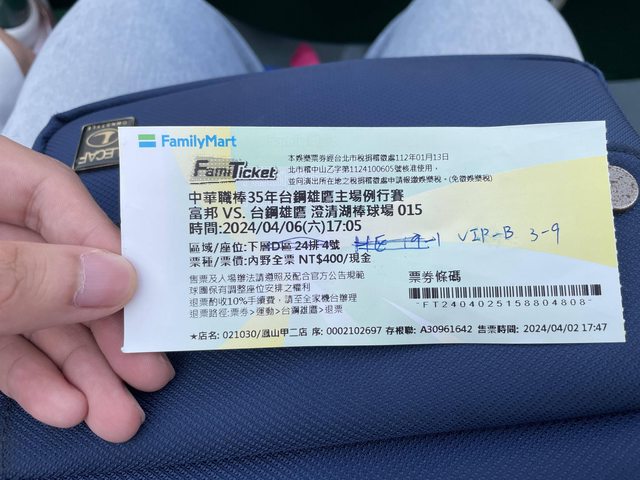 FamilyMart
FamiTicket
本娛樂票券經台北市稅捐稽徵處112年01月13日
北市稽中山乙字第1124100605號核准使用，
並向演出所在地之稅捐稽徵處申請報繳娛樂稅。(免徵娛樂稅)
中華職棒35年台鋼雄鷹主場例行賽
富邦 VS. 台鋼雄鷹 澄清湖棒球場 015
時間:2024/04/06(六)17:05
區域/座位: 下層D區 24排 4號 VIP-B 3-9
票種/票價: 內野全票 NT$400/現金
售票及入場辦法請遵照及配合官方公告規範
球團保有調整座位安排之權利
退票酌收10%手續費，請至全家機台辦理
退票路徑:票券>運動>台鋼雄鷹>退票
票券條碼
*FT2404025158804808*
★店名: 021030/鳳山甲二店 序: 0002102697 存根聯: A30961642 售票時間: 2024/04/02 17:47